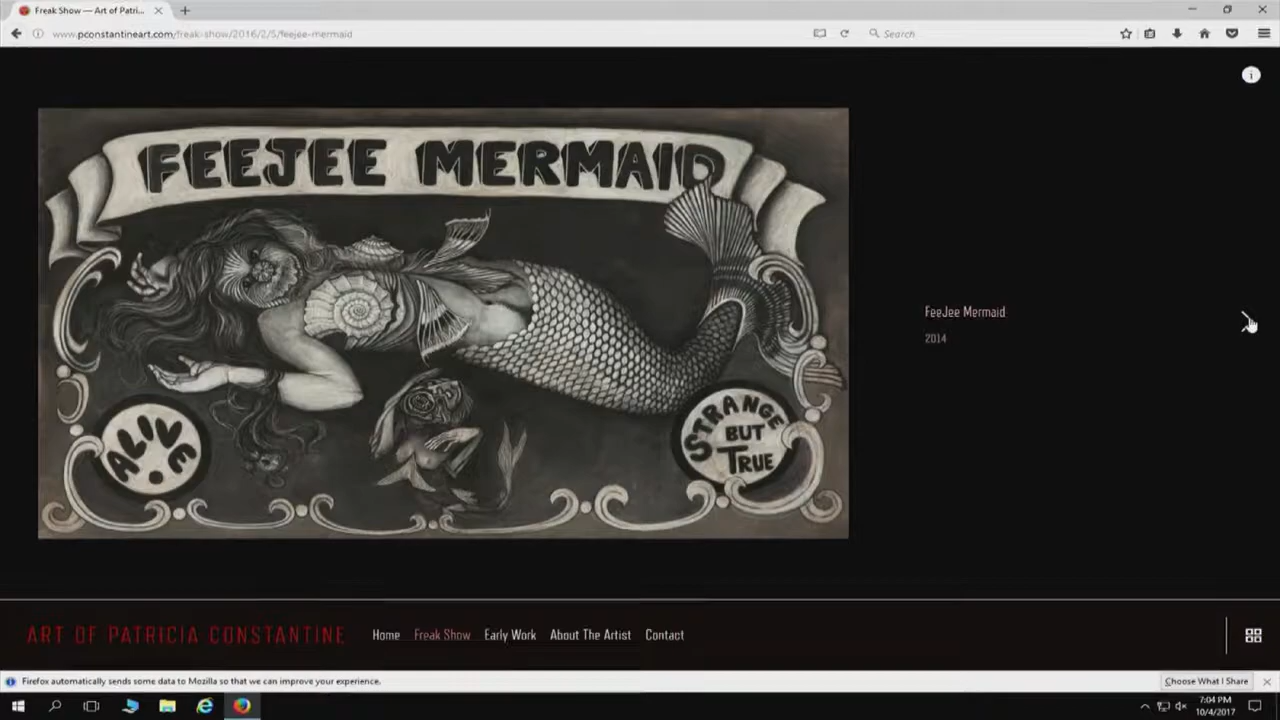 Freak Show — Art of Patri...
www.pconstantineart.com/freak-show/2016/2/5/feejee-mermaid
Search
FEEJEE MERMAID
FeeJee Mermaid
2014
ALIVE
STRANGE
BUT
TRUE
ART OF PATRICIA CONSTANTINE
Home Freak Show Early Work About The Artist Contact
Firefox automatically sends some data to Mozilla so that we can improve your experience.
Choose What I Share
7:04 PM
10/4/2017